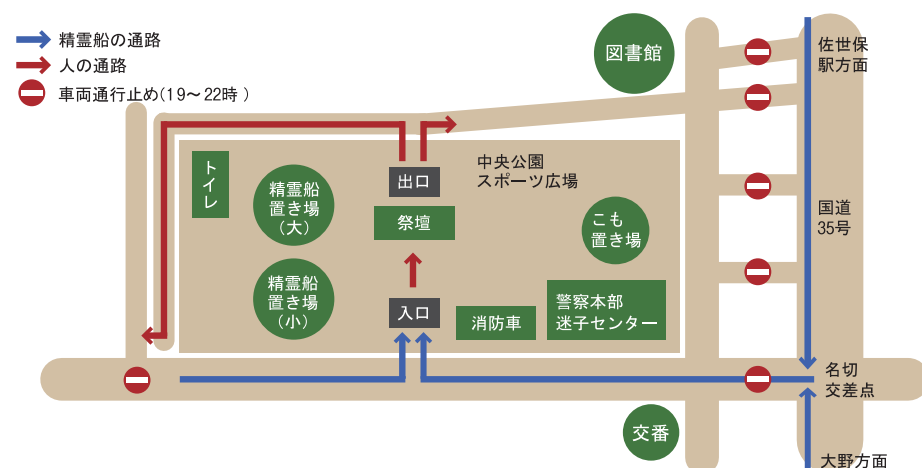 精霊船の通路
人の通路
車両通行止め(19〜22時 )
図書館
佐世保
駅方面
トイレ
精霊船
置き場
（大）
出口
祭壇
中央公園
スポーツ広場
こも
置き場
国道
35号
精霊船
置き場
（小）
入口
消防車
警察本部
迷子センター
名切
交差点
交番
大野方面